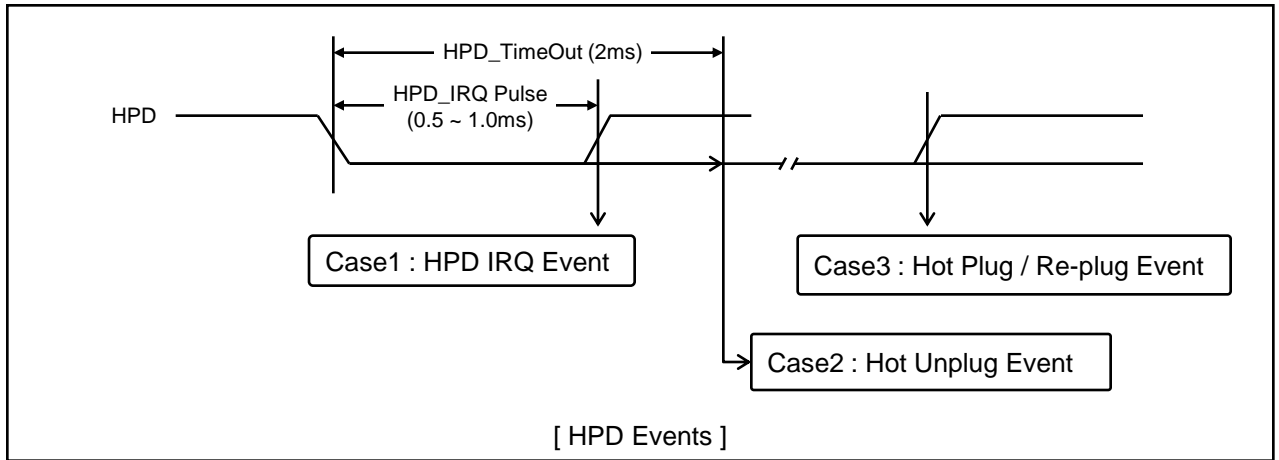 HPD_TimeOut (2ms)
HPD_IRQ Pulse
(0.5 ~ 1.0ms)
HPD
Case1 : HPD IRQ Event
Case3 : Hot Plug / Re-plug Event
Case2 : Hot Unplug Event
[ HPD Events ]